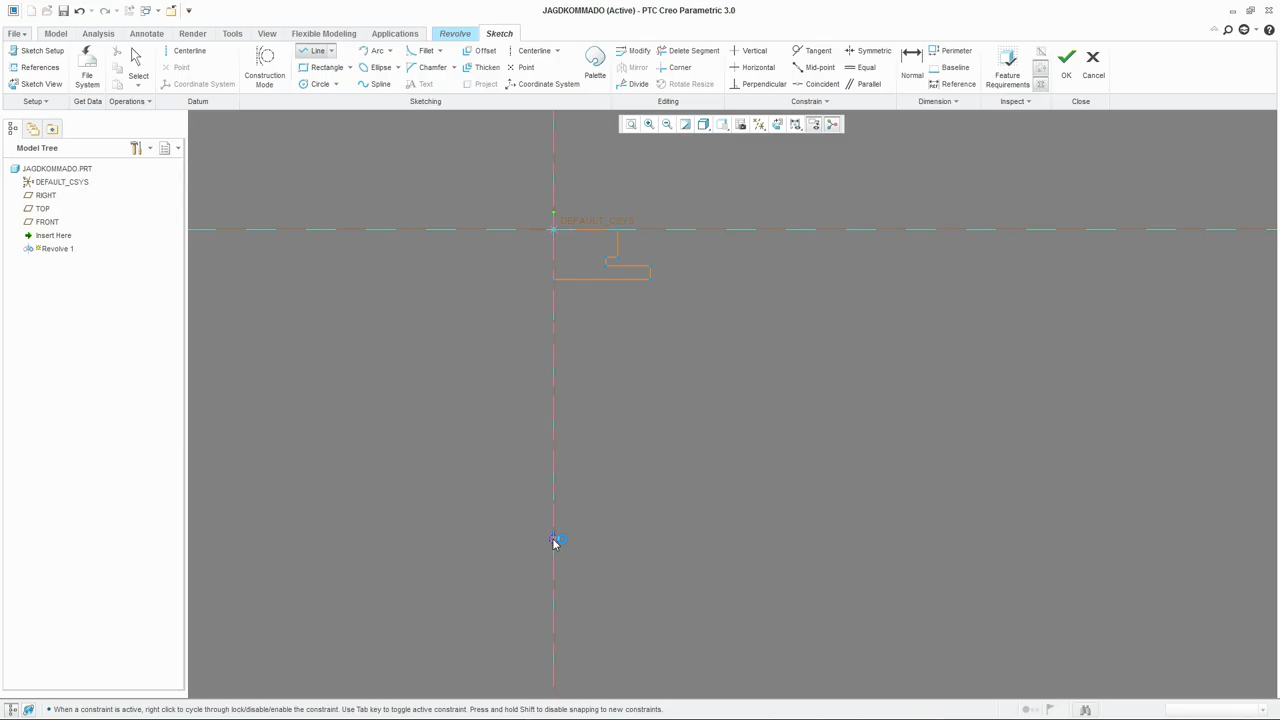 JAGDKOMMADO (Active) - PTC Creo Parametric 3.0
File Model Analysis Annotate Render Tools View Flexible Modeling Applications Revolve Sketch
Sketch Setup
References
Sketch View
Setup
File System
Get Data
Select
Operations
Centerline
Point
Coordinate System
Datum
Construction Mode
Line Arc Fillet Offset Centerline
Rectangle Ellipse Chamfer Thicken Point
Circle Spline Text Project Coordinate System
Palette
Sketching
Modify Delete Segment
Mirror Corner
Divide Rotate Resize
Editing
Vertical Tangent Symmetric
Horizontal Mid-point Equal
Perpendicular Coincident Parallel
Constrain
Normal
Perimeter
Baseline
Reference
Dimension
Feature Requirements
Inspect
OK
Cancel
Close
Model Tree
JAGDKOMMADO.PRT
DEFAULT_CSYS
RIGHT
TOP
FRONT
Insert Here
Revolve 1
DEFAULT_CSYS
When a constraint is active, right click to cycle through lock/disable/enable the constraint. Use Tab key to toggle active constraint. Press and hold Shift to disable snapping to new constraints.